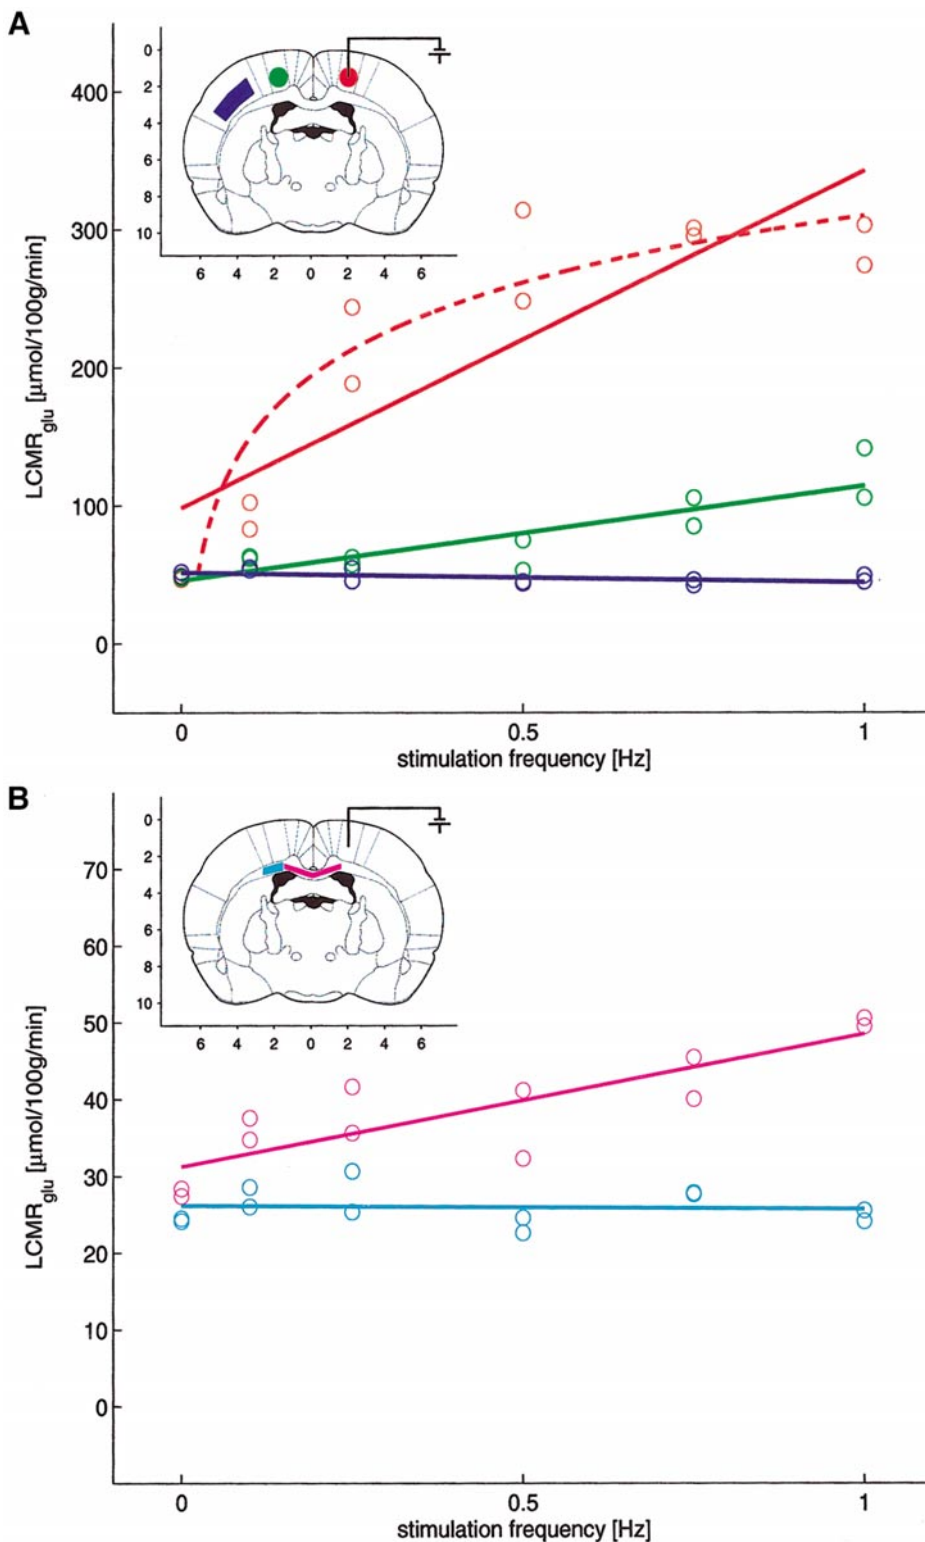 A
0
2
4
6
8
10
6 4 2 0 2 4 6
400
300
200
100
0
LCMRglu [µmol/100g/min]
0 0.5 1
stimulation frequency [Hz]
B
0
2
4
6
8
10
6 4 2 0 2 4 6
70
60
50
40
30
20
10
0
LCMRglu [µmol/100g/min]
0 0.5 1
stimulation frequency [Hz]